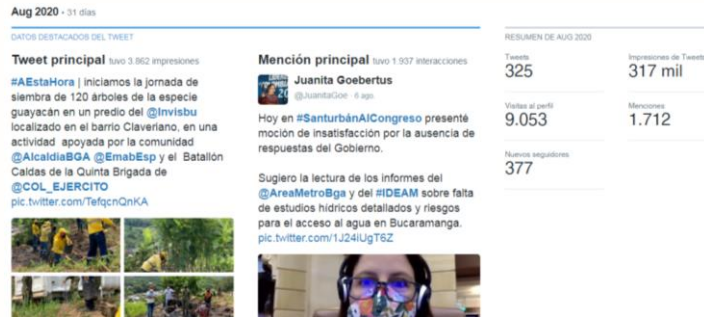 Aug 2020 • 31 días
DATOS DESTACADOS DEL TWEET
Tweet principal tuvo 3.862 impresiones
#AEstaHora | Iniciamos la jornada de
siembra de 120 árboles de la especie
guayacán en un predio del @Invisbu
localizado en el barrio Claveriano, en una
actividad apoyada por la comunidad
@AlcaldiaBGA @EmabEsp y el Batallón
Caldas de la Quinta Brigada de
@COL_EJERCITO
pic.twitter.com/TefqcnQnKA
Mención principal tuvo 1.937 interacciones
Juanita Goebertus
@JuanitaGoe · 6 ago.
Hoy en #SanturbánAlCongreso presenté
moción de insatisfacción por la ausencia de
respuestas del Gobierno.
Sugiero la lectura de los informes del
@AreaMetroBga y del #IDEAM sobre falta
de estudios hídricos detallados y riesgos
para el acceso al agua en Bucaramanga.
pic.twitter.com/1J24iUgT6Z
RESUMEN DE AUG 2020
Tweets
325
Impresiones de Tweets
317 mil
Visitas al perfil
9.053
Menciones
1.712
Nuevos seguidores
377